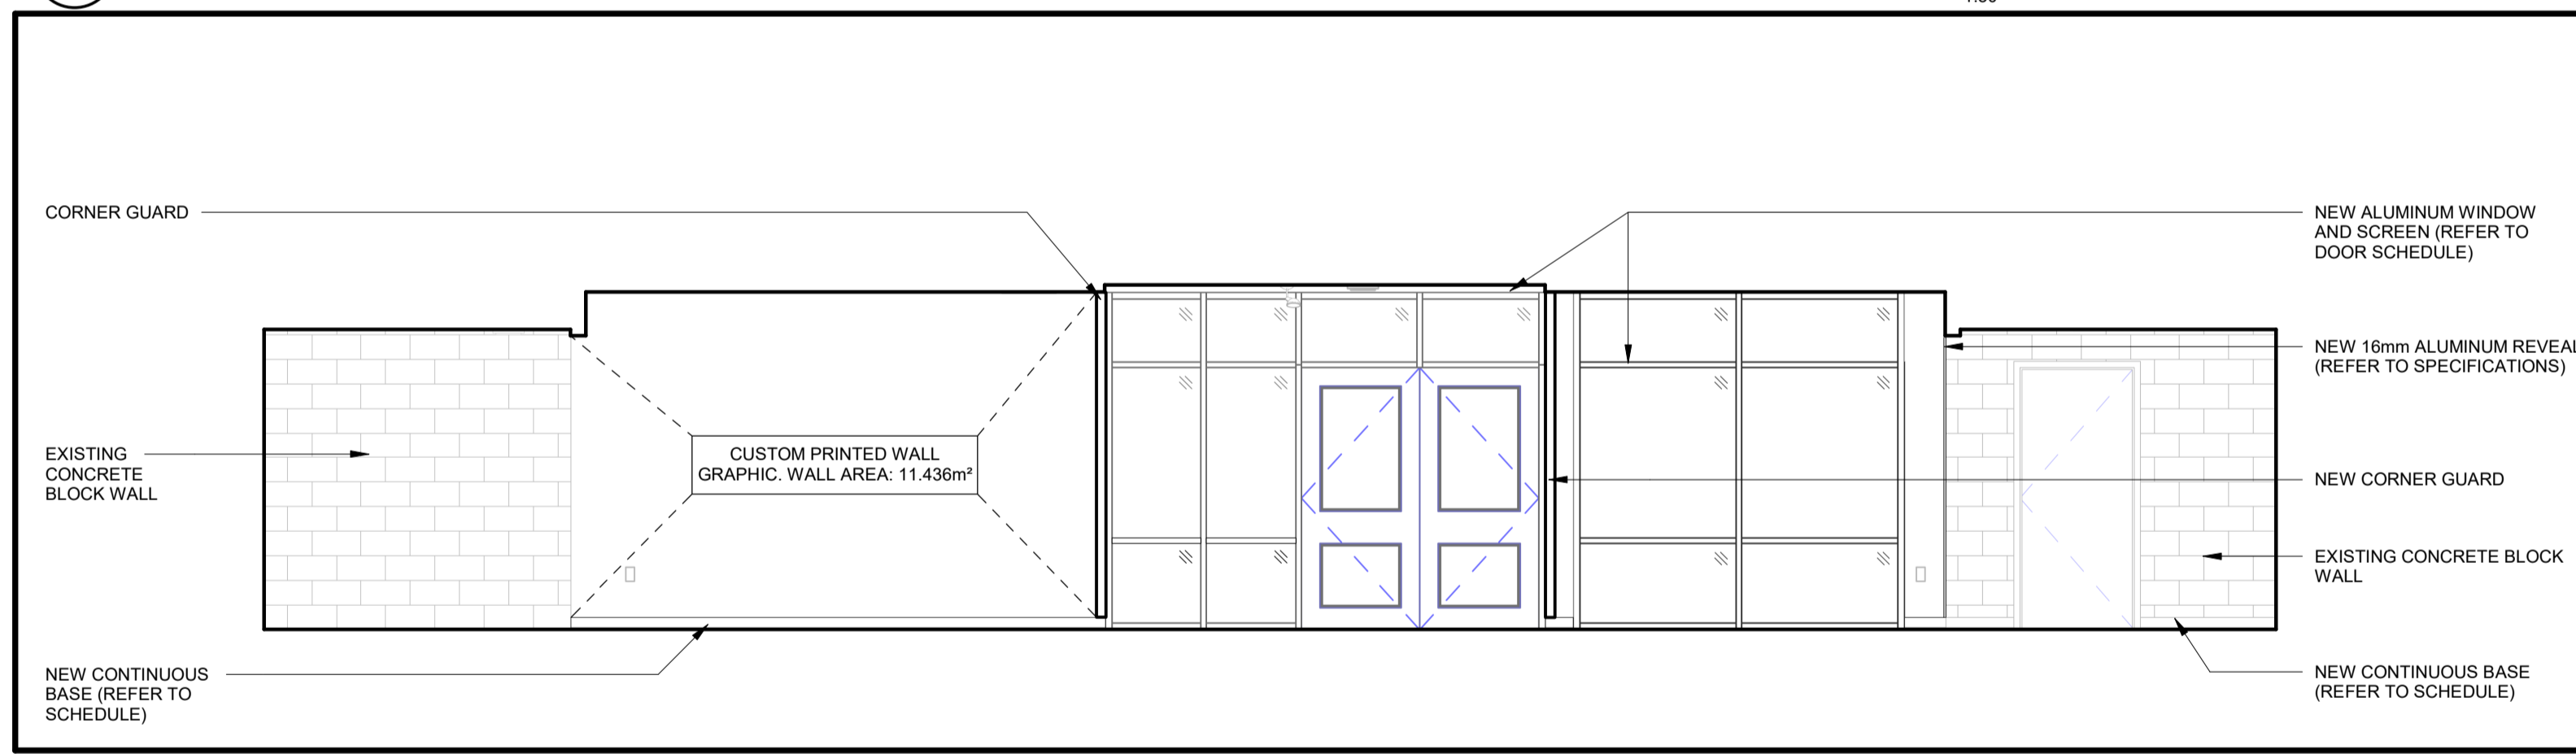 CORNER GUARD
EXISTING
CONCRETE
BLOCK WALL
NEW CONTINUOUS
BASE (REFER TO
SCHEDULE)
CUSTOM PRINTED WALL
GRAPHIC. WALL AREA: 11.436m²
NEW ALUMINUM WINDOW
AND SCREEN (REFER TO
DOOR SCHEDULE)
NEW 16mm ALUMINUM REVEAL
(REFER TO SPECIFICATIONS)
NEW CORNER GUARD
EXISTING CONCRETE BLOCK
WALL
NEW CONTINUOUS BASE
(REFER TO SCHEDULE)